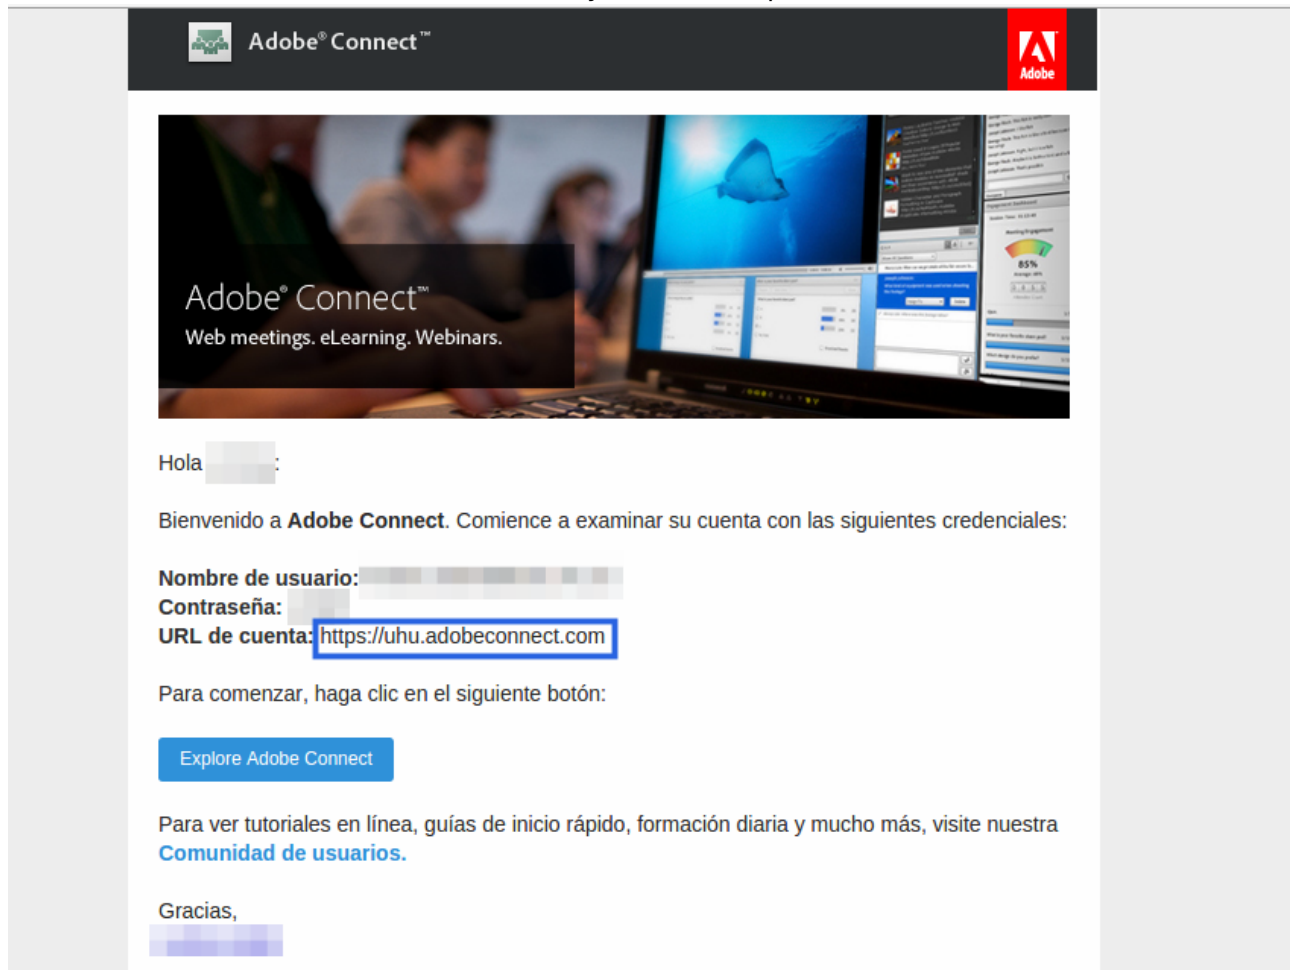 Adobe® Connect™
Adobe
Adobe® Connect™
Web meetings. eLearning. Webinars.
85%
Hola :
Bienvenido a Adobe Connect. Comience a examinar su cuenta con las siguientes credenciales:
Nombre de usuario:
Contraseña:
URL de cuenta: https://uhu.adobeconnect.com
Para comenzar, haga clic en el siguiente botón:
Explore Adobe Connect
Para ver tutoriales en línea, guías de inicio rápido, formación diaria y mucho más, visite nuestra
Comunidad de usuarios.
Gracias,